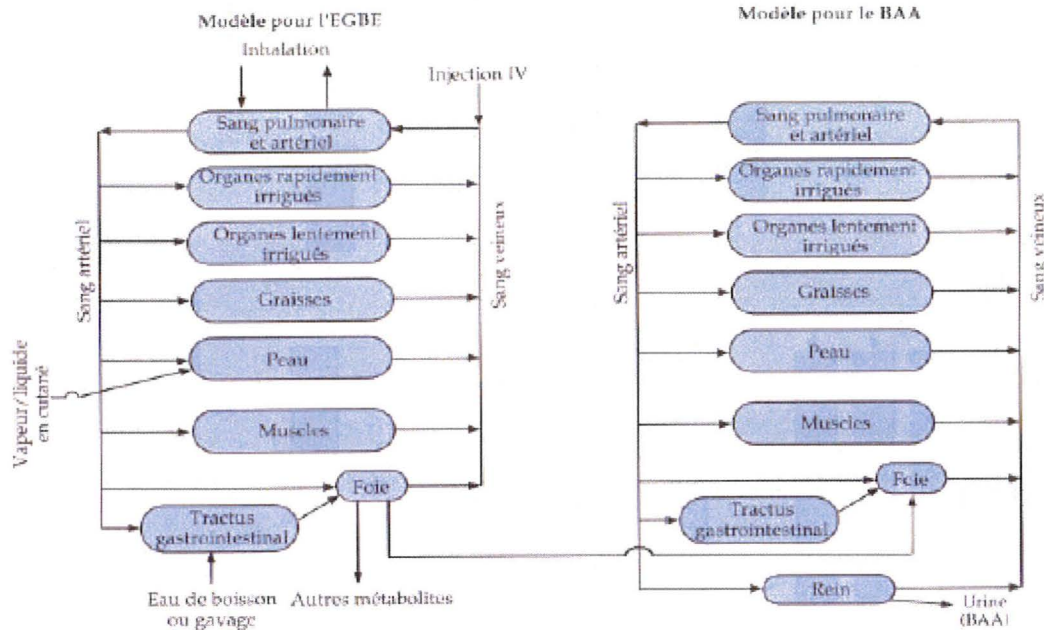 Modèle pour l'EGBE
Inhalation
Injection IV
Sang pulmonaire
et artériel
Organes rapidement
irrigués
Organes lentement
irrigués
Graisses
Peau
Muscles
Foie
Tractus
gastrointestinal
Sang artériel
Sang veineux
Vapeur/liquide
en cutané
Eau de boisson
ou gavage
Autres métabolites
Modèle pour le BAA
Sang pulmonaire
et artériel
Organes rapidement
irrigués
Organes lentement
irrigués
Graisses
Peau
Muscles
Foie
Tractus
gastrointestinal
Rein
Urine
(BAA)
Sang artériel
Sang veineux